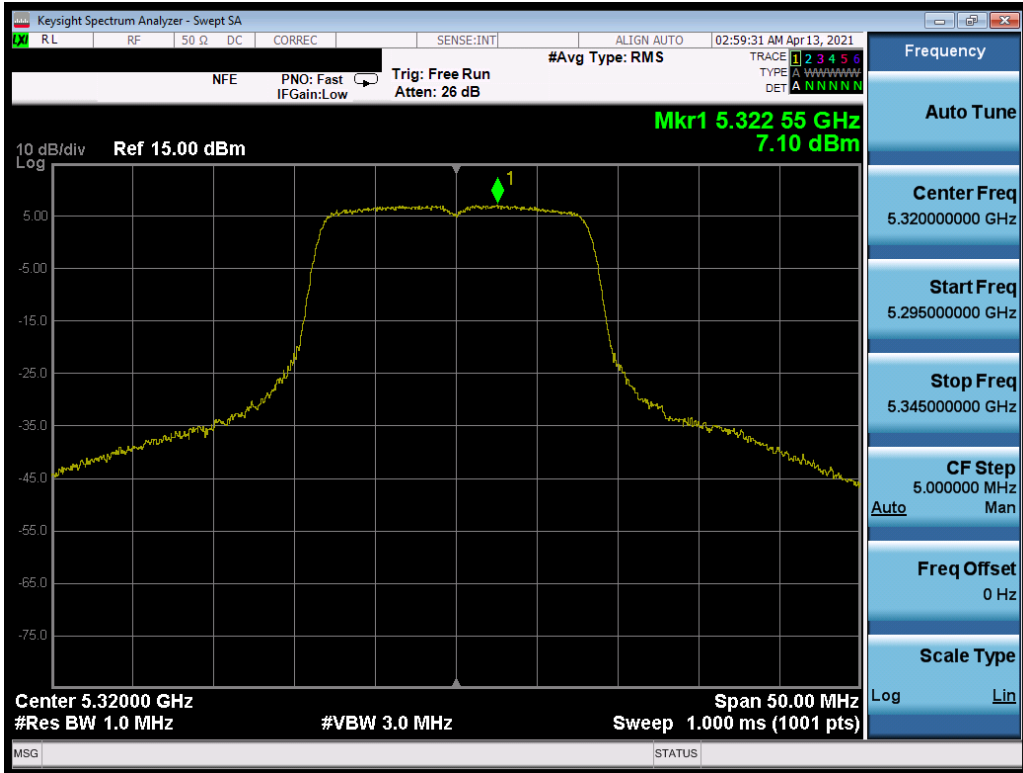 Keysight Spectrum Analyzer - Swept SA
LXI RL RF 50 Ω DC CORREC SENSE:INT ALIGN AUTO 02:59:31 AM Apr 13, 2021
#Avg Type: RMS TRACE 1 2 3 4 5 6
NFE PNO: Fast Trig: Free Run TYPE A WWWWW
IFGain:Low Atten: 26 dB DET A N N N N N
Mkr1 5.322 55 GHz
7.10 dBm
10 dB/div Ref 15.00 dBm
Log
1
5.00
-5.00
-15.0
-25.0
-35.0
-45.0
-55.0
-65.0
-75.0
Center 5.32000 GHz Span 50.00 MHz
#Res BW 1.0 MHz #VBW 3.0 MHz Sweep 1.000 ms (1001 pts)
MSG STATUS
Frequency
Auto Tune
Center Freq
5.320000000 GHz
Start Freq
5.295000000 GHz
Stop Freq
5.345000000 GHz
CF Step
5.000000 MHz
Auto Man
Freq Offset
0 Hz
Scale Type
Log Lin